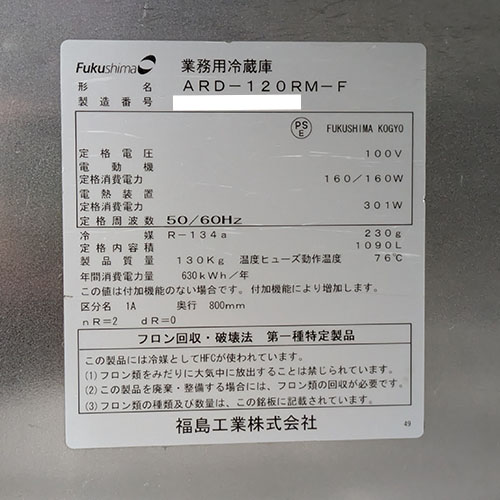 Fukushima 業務用冷蔵庫
形名 ARD-120RM-F
製造番号
PS E FUKUSHIMA KOGYO
定格電圧 100V
電動機
定格消費電力 160/160W
電熱装置
定格消費電力 301W
定格周波数 50/60Hz
冷媒 R-134a 230g
定格内容積 1090L
製品質量 130Kg 温度ヒューズ動作温度 76℃
年間消費電力量 630kWh/年
この値は付加機能のない場合です。付加機能により増加します。
区分名 1A 奥行 800mm
nR=2 dR=0
フロン回収・破壊法 第一種特定製品
この製品には冷媒としてHFCが使われています。
(1) フロン類をみだりに大気中に放出することは禁じられています。
(2) この製品を廃棄・整備する場合には、フロン類の回収が必要です。
(3) フロン類の種類及び数量は、この銘板に記載されています。
福島工業株式会社
49